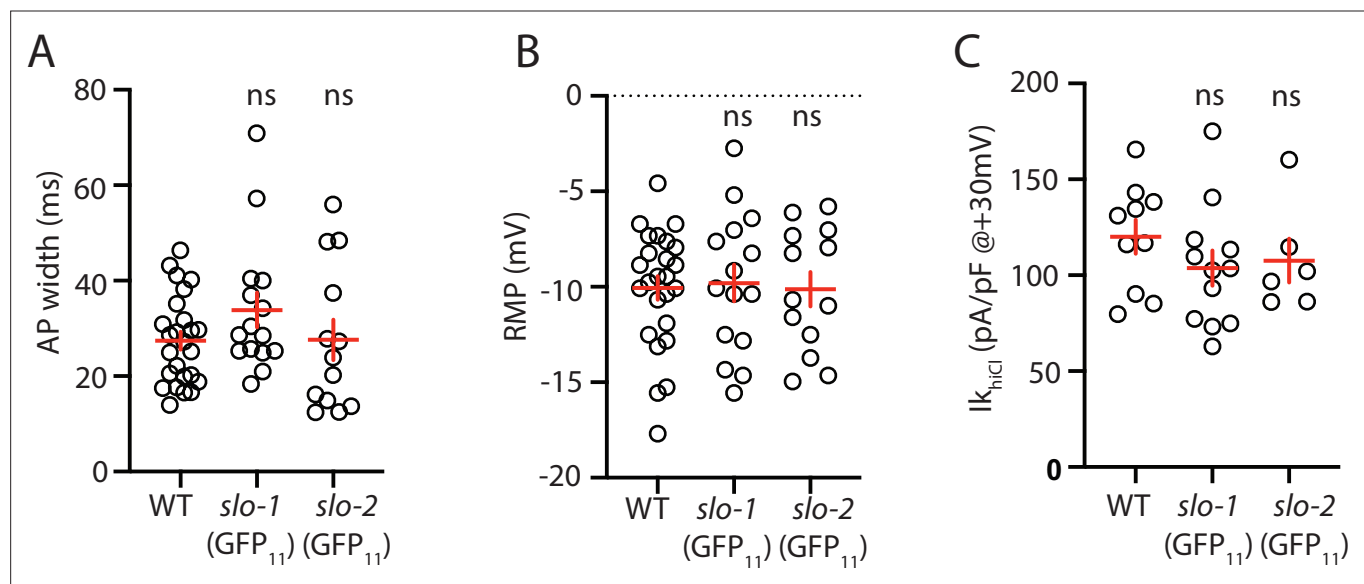 A
AP width (ms)
80
60
40
20
0
ns
ns
WT
slo-1
(GFP11)
slo-2
(GFP11)
B
RMP (mV)
0
-5
-10
-15
-20
ns
ns
WT
slo-1
(GFP11)
slo-2
(GFP11)
C
IkhiCl (pA/pF @+30mV)
200
150
100
50
0
ns
ns
WT
slo-1
(GFP11)
slo-2
(GFP11)